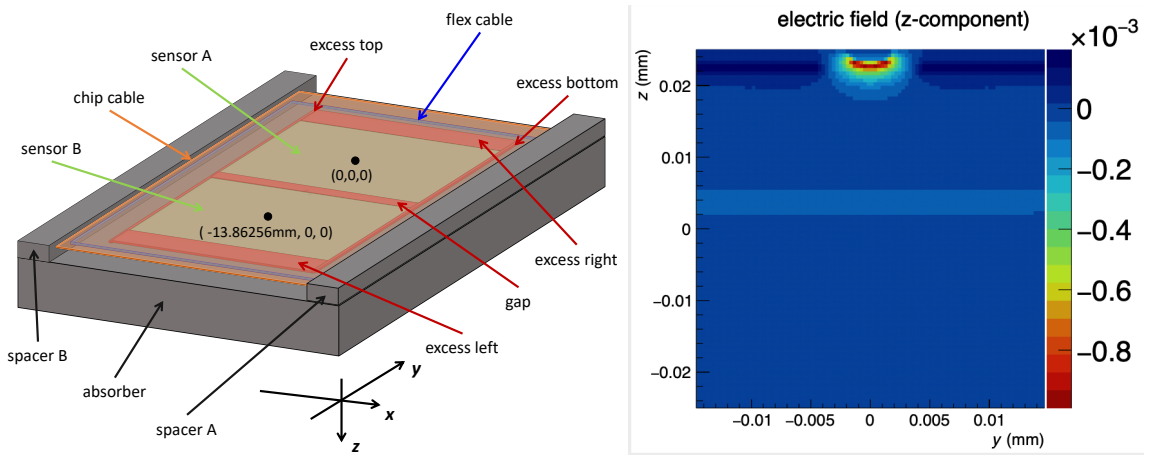 flex cable
excess top
sensor A
excess bottom
chip cable
sensor B
(0,0,0)
( -13.86256mm, 0, 0)
excess right
gap
excess left
spacer B
absorber
spacer A
y
x
z
electric field (z-component)
×10⁻³
z (mm)
0.02
0.01
0
−0.01
−0.02
−0.01
−0.005
0
0.005
0.01
y (mm)
0
−0.2
−0.4
−0.6
−0.8